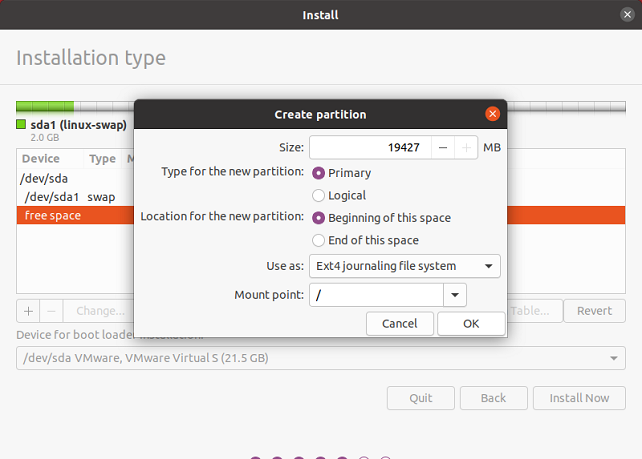 Install
Installation type
sda1 (linux-swap)
2.0 GB
Device Type M
/dev/sda
/dev/sda1 swap
free space
Create partition
Size: 19427 MB
Type for the new partition: Primary
Logical
Location for the new partition: Beginning of this space
End of this space
Use as: Ext4 journaling file system
Mount point: /
Cancel OK
+ − Change... Table... Revert
Device for boot loader installation:
/dev/sda VMware, VMware Virtual S (21.5 GB)
Quit Back Install Now